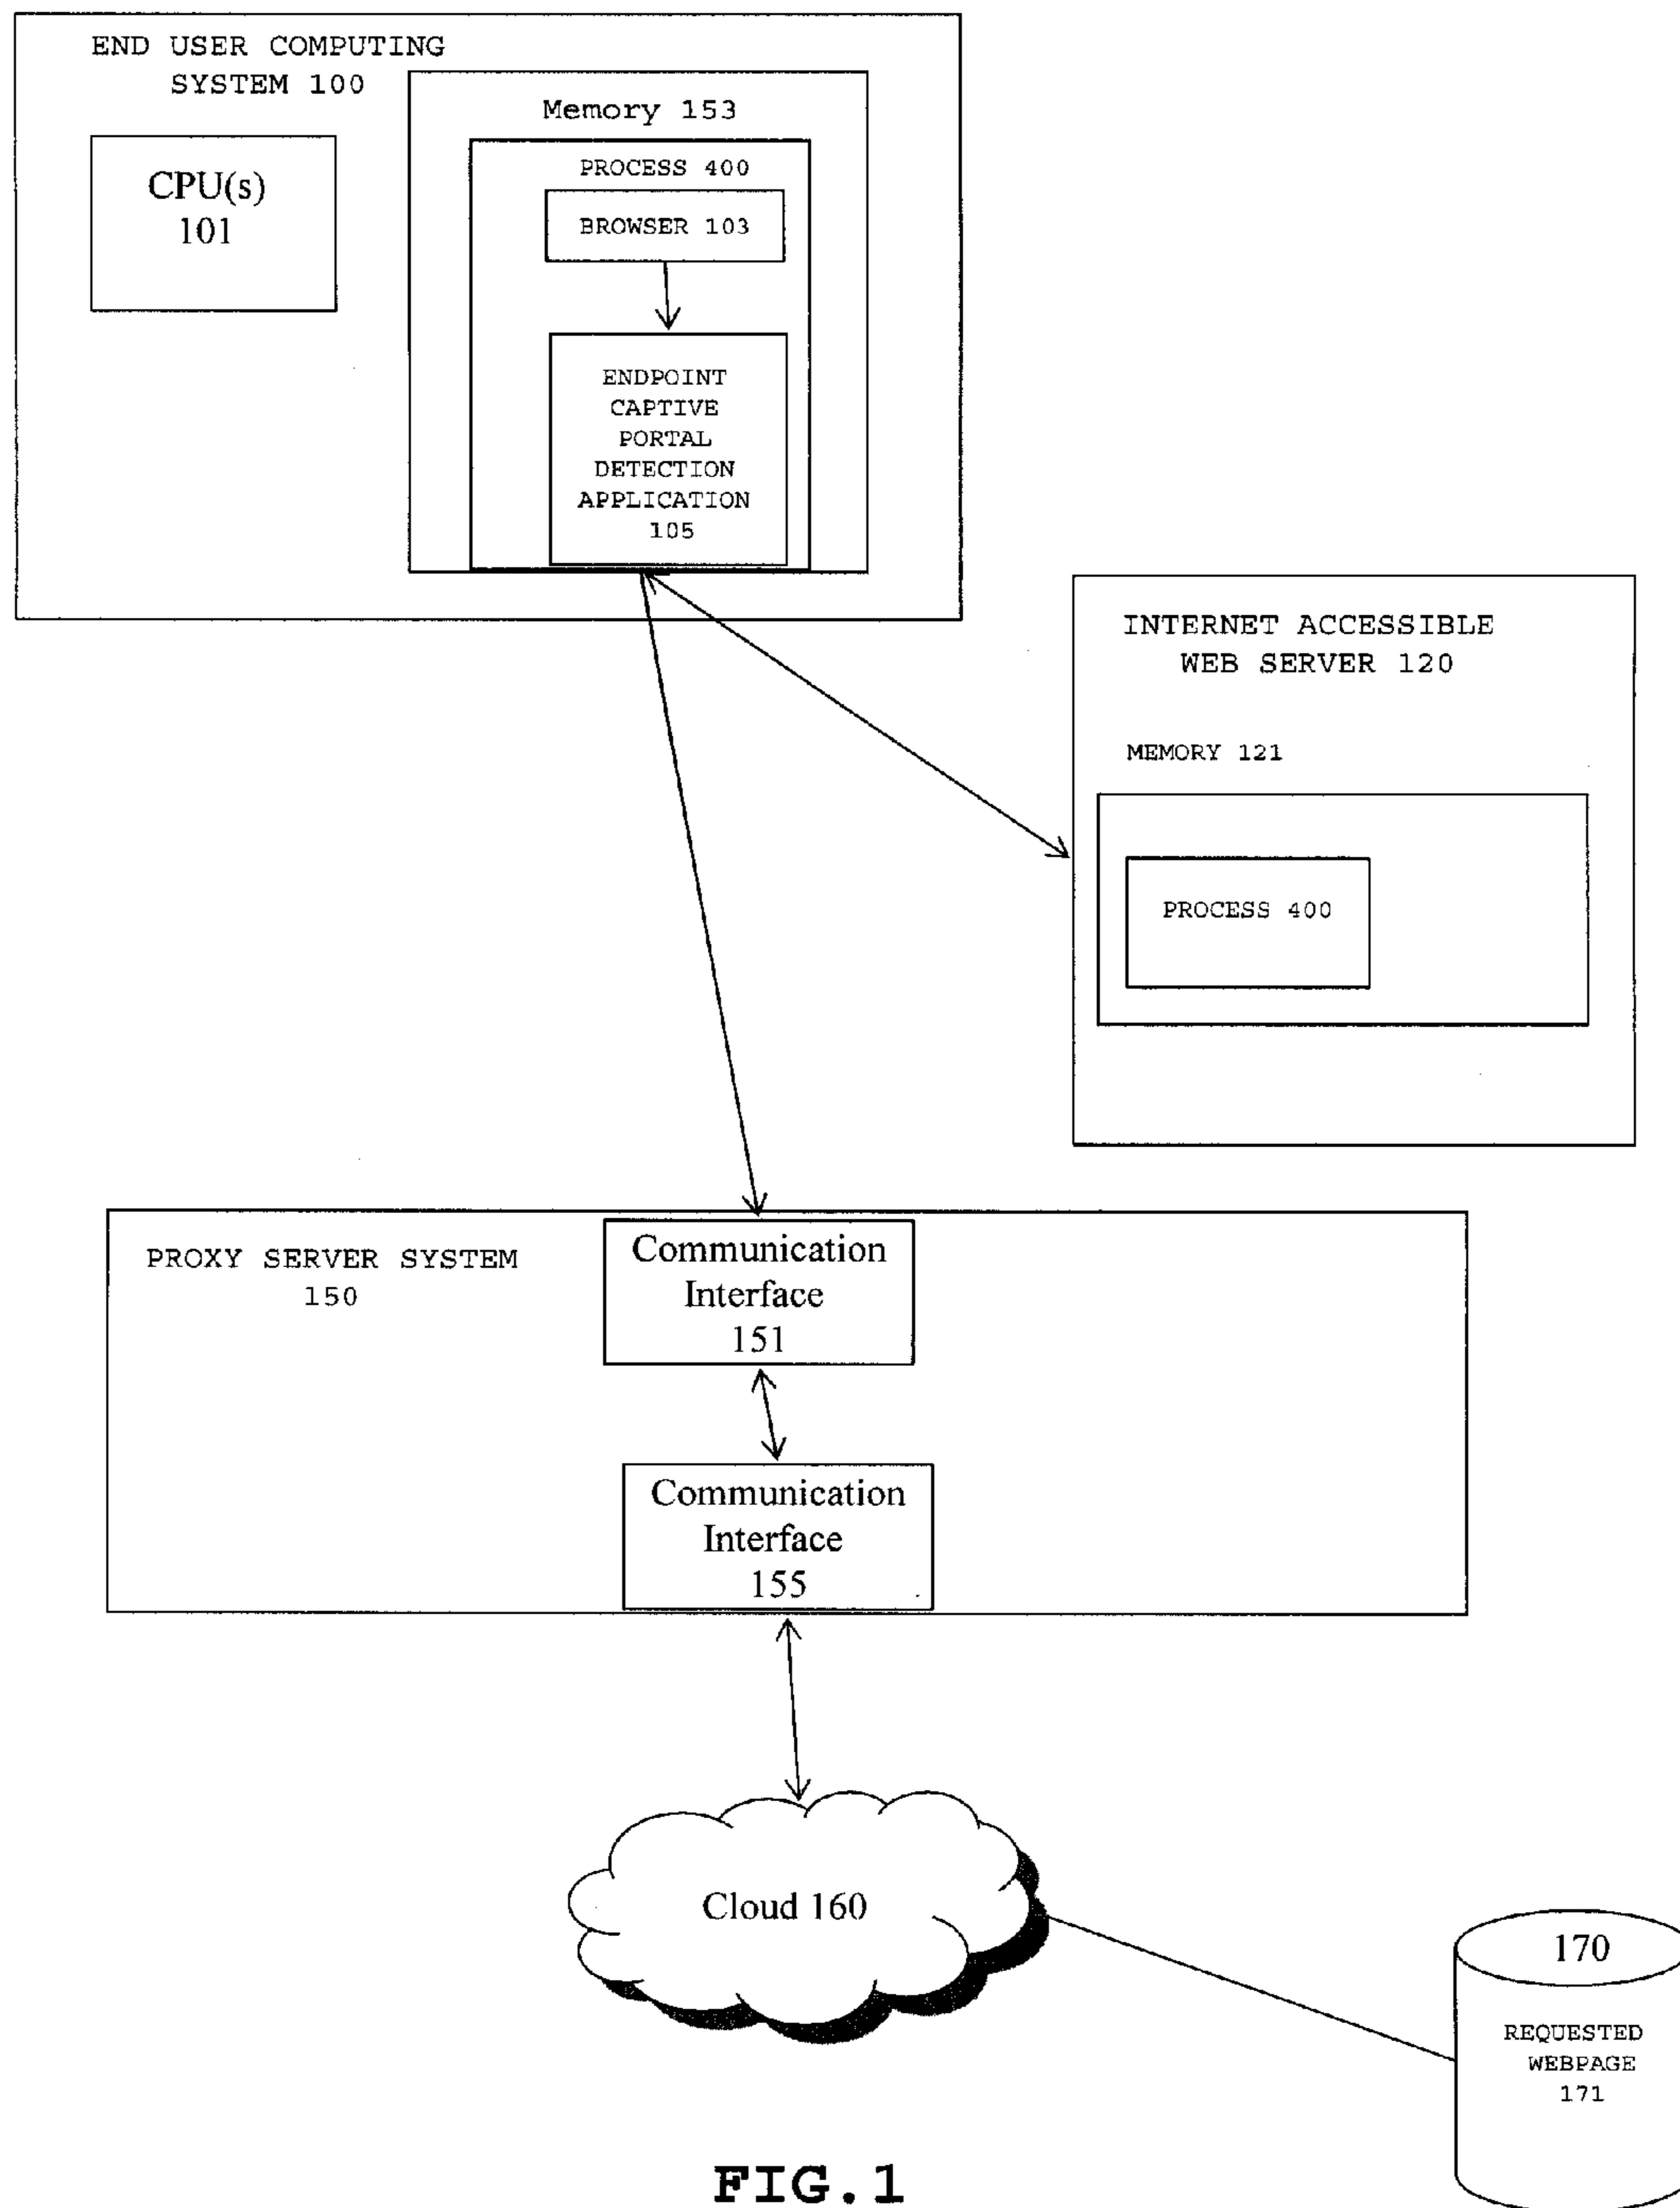 END USER COMPUTING
SYSTEM 100
CPU(s)
101
Memory 153
PROCESS 400
BROWSER 103
ENDPOINT
CAPTIVE
PORTAL
DETECTION
APPLICATION
105
INTERNET ACCESSIBLE
WEB SERVER 120
MEMORY 121
PROCESS 400
PROXY SERVER SYSTEM
150
Communication
Interface
151
Communication
Interface
155
Cloud 160
170
REQUESTED
WEBPAGE
171
FIG.1